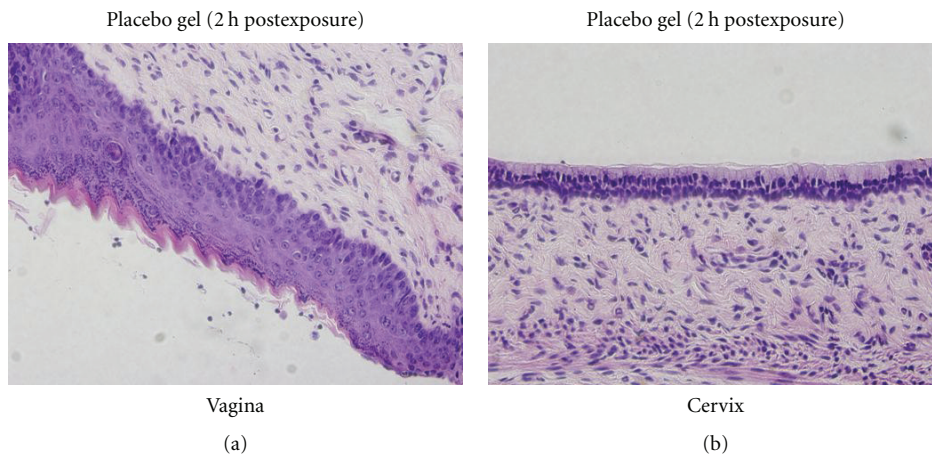 Placebo gel (2 h postexposure)
Vagina
(a)
Placebo gel (2 h postexposure)
Cervix
(b)